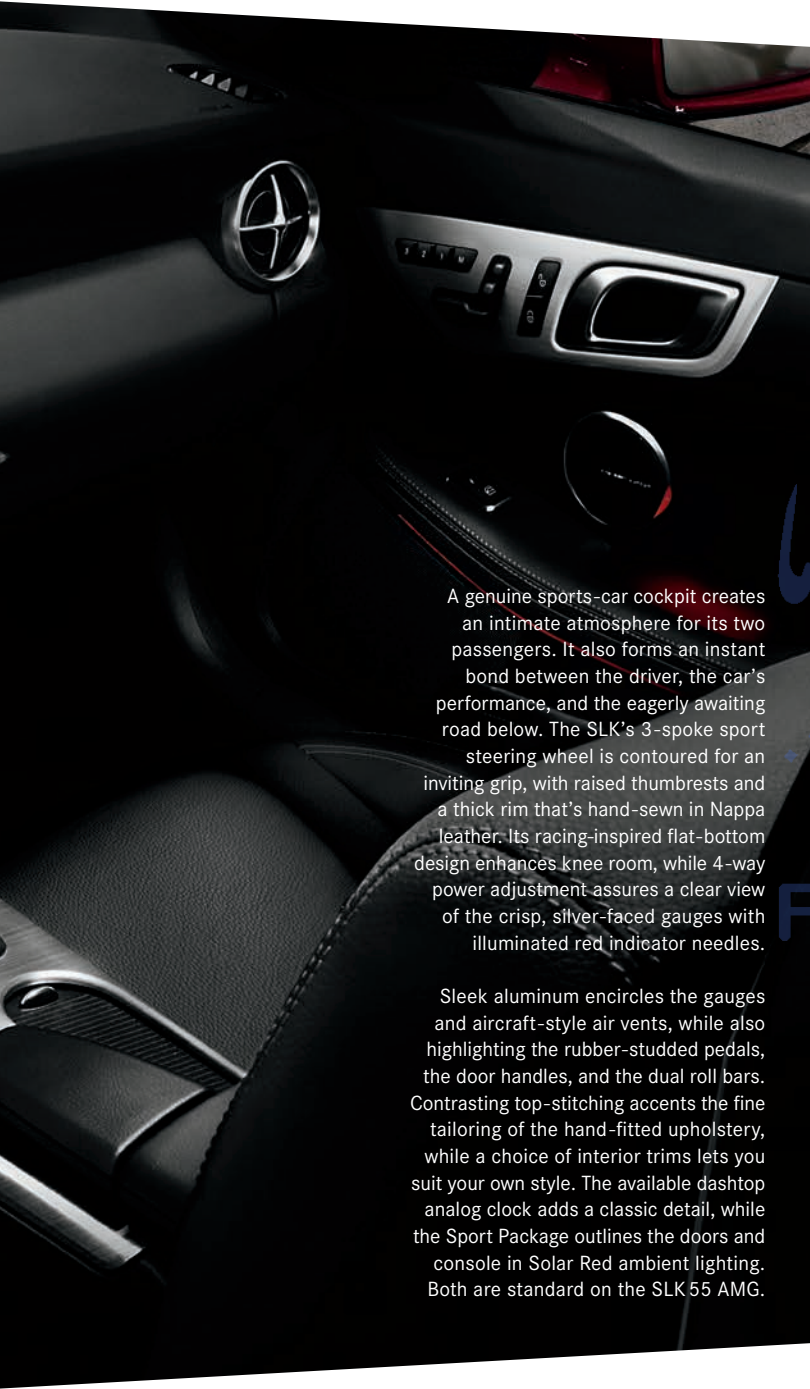 A genuine sports-car cockpit creates
an intimate atmosphere for its two
passengers. It also forms an instant
bond between the driver, the car's
performance, and the eagerly awaiting
road below. The SLK's 3-spoke sport
steering wheel is contoured for an
inviting grip, with raised thumbrests and
a thick rim that's hand-sewn in Nappa
leather. Its racing-inspired flat-bottom
design enhances knee room, while 4-way
power adjustment assures a clear view
of the crisp, silver-faced gauges with
illuminated red indicator needles.
Sleek aluminum encircles the gauges
and aircraft-style air vents, while also
highlighting the rubber-studded pedals,
the door handles, and the dual roll bars.
Contrasting top-stitching accents the fine
tailoring of the hand-fitted upholstery,
while a choice of interior trims lets you
suit your own style. The available dashtop
analog clock adds a classic detail, while
the Sport Package outlines the doors and
console in Solar Red ambient lighting.
Both are standard on the SLK 55 AMG.